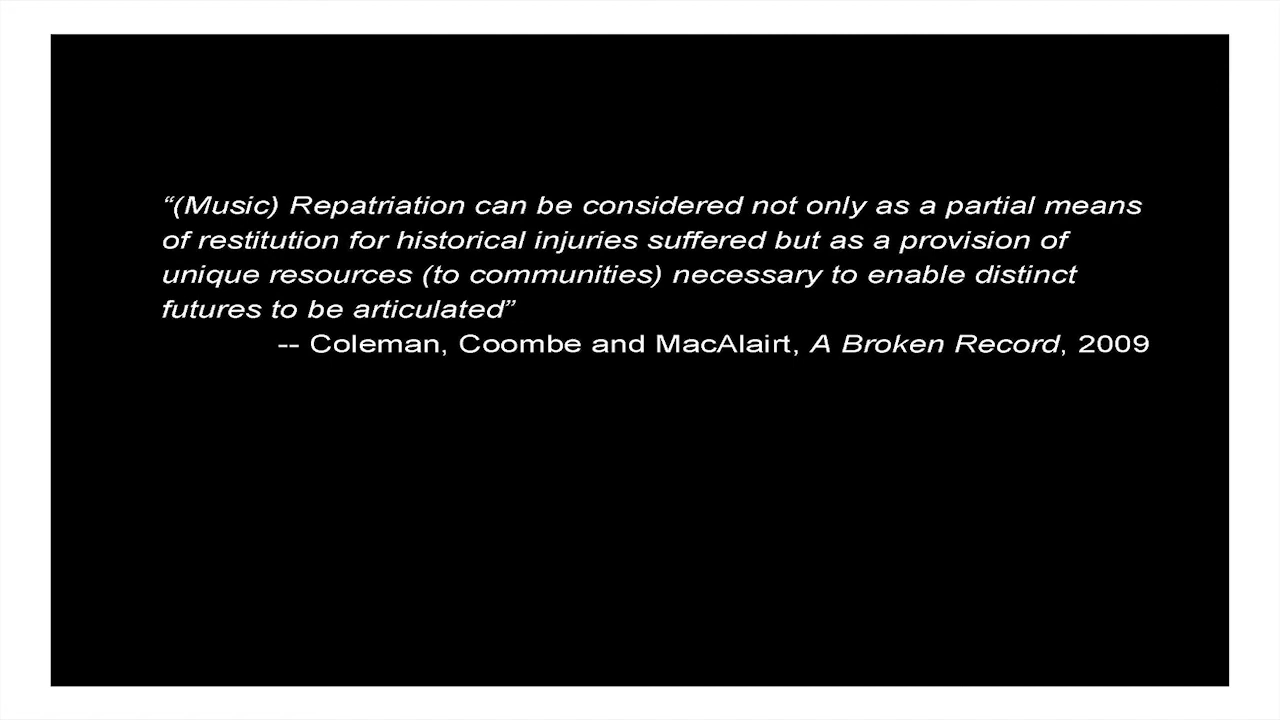 “(Music) Repatriation can be considered not only as a partial means
of restitution for historical injuries suffered but as a provision of
unique resources (to communities) necessary to enable distinct
futures to be articulated”
-- Coleman, Coombe and MacAlairt, A Broken Record, 2009